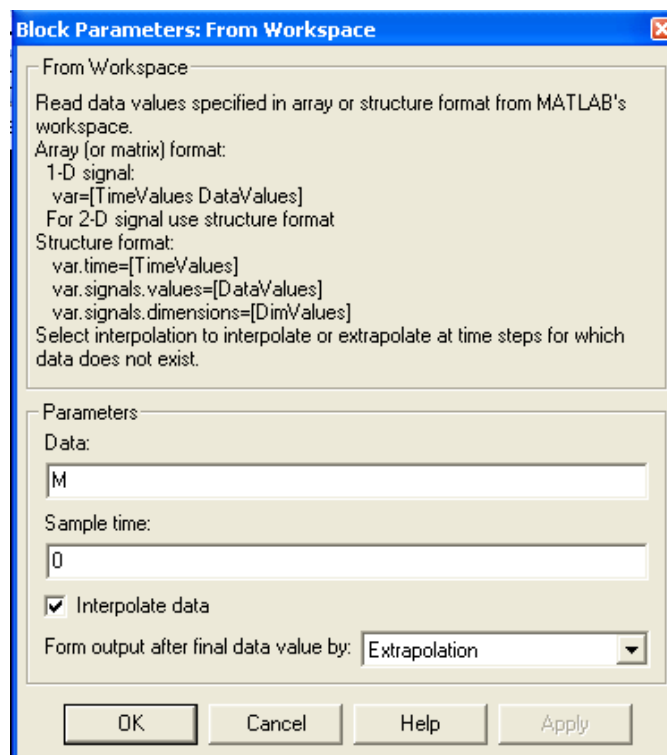 Block Parameters: From Workspace
From Workspace
Read data values specified in array or structure format from MATLAB's
workspace.
Array (or matrix) format:
1-D signal:
var=[TimeValues DataValues]
For 2-D signal use structure format
Structure format:
var.time=[TimeValues]
var.signals.values=[DataValues]
var.signals.dimensions=[DimValues]
Select interpolation to interpolate or extrapolate at time steps for which
data does not exist.
Parameters
Data:
M
Sample time:
0
Interpolate data
Form output after final data value by: Extrapolation
OK Cancel Help Apply